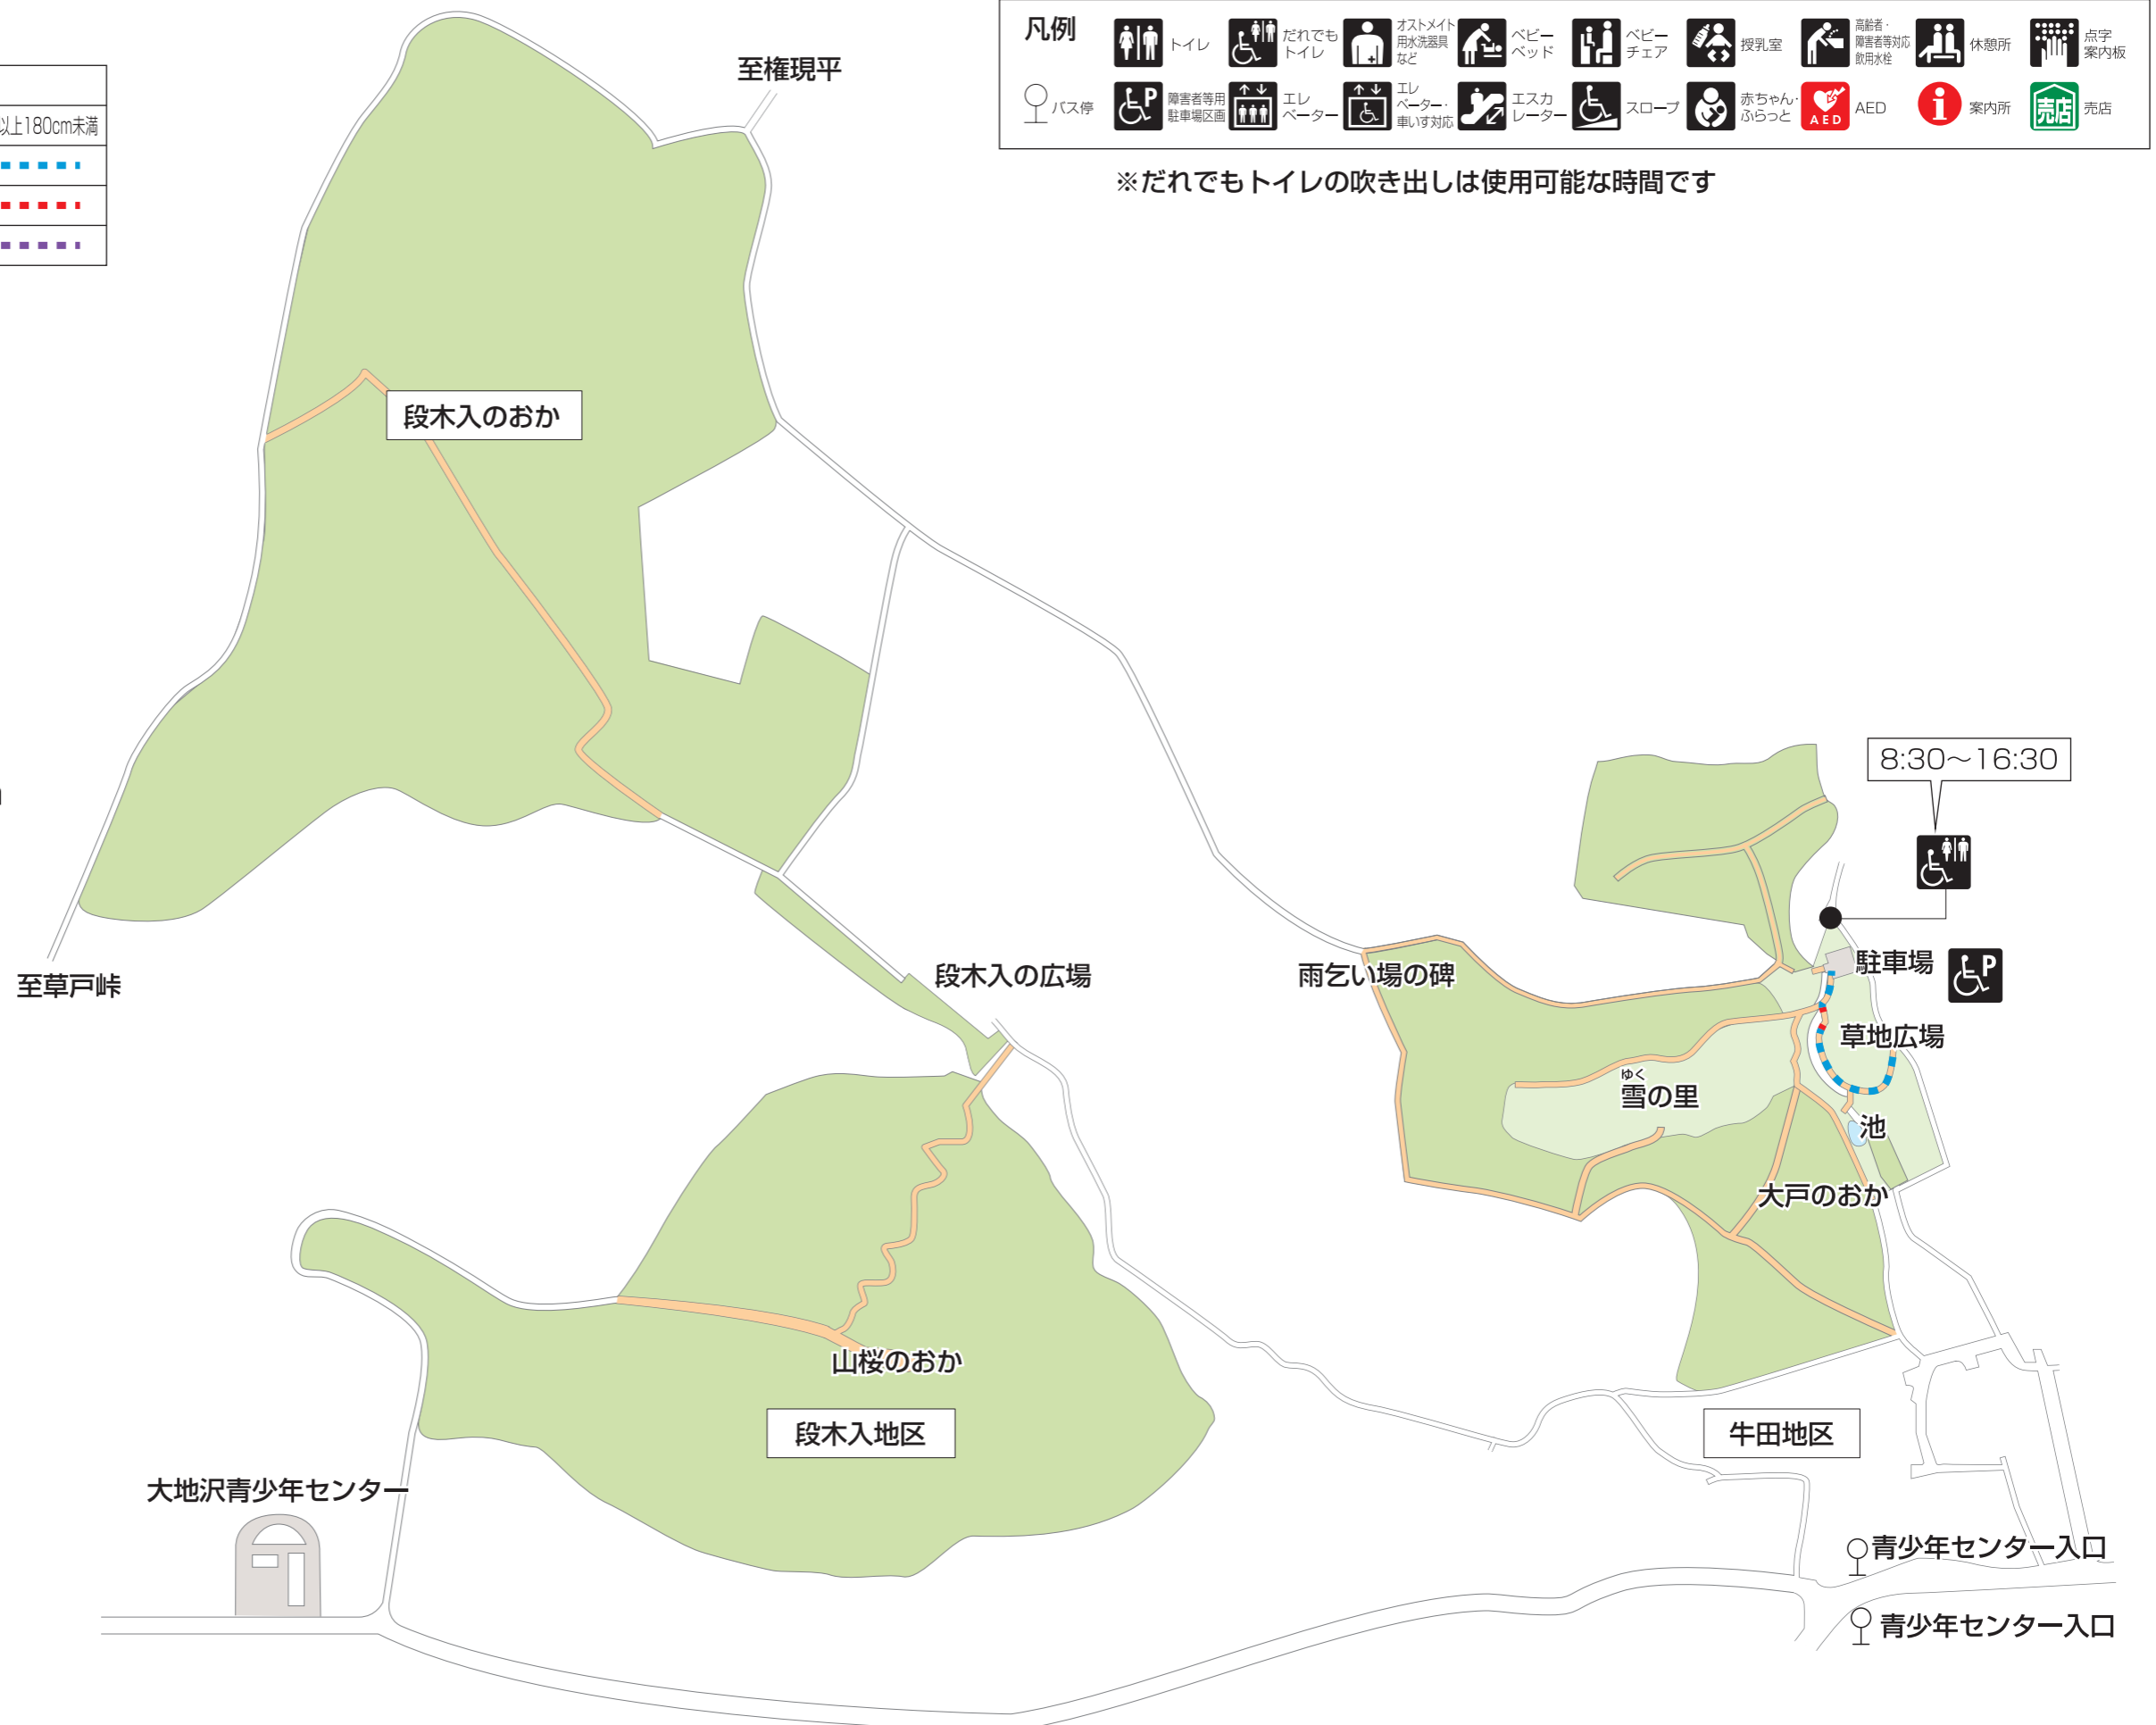 凡例
トイレ
だれでも
トイレ
オストメイト
用水洗器具
など
ベビー
ベッド
ベビー
チェア
授乳室
高齢者・
障害者等対応
飲用水栓
休憩所
点字
案内板
バス停
障害者等用
駐車場区画
エレ
ベーター
エレ
ベーター・
車いす対応
エスカ
レーター
スロープ
赤ちゃん・
ふらっと
AED
AED
案内所
売店
売店
※だれでもトイレの吹き出しは使用可能な時間です
以上180cm未満
至権現平
段木入のおか
8:30～16:30
至草戸峠
段木入の広場
雨乞い場の碑
駐車場
P
草地広場
ゆく
雪の里
池
大戸のおか
山桜のおか
段木入地区
牛田地区
大地沢青少年センター
青少年センター入口
青少年センター入口